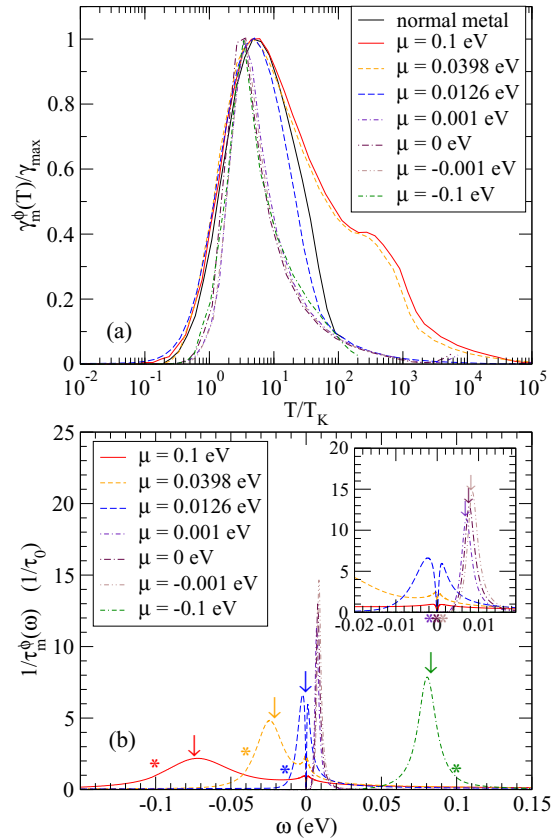 normal metal
μ = 0.1 eV
μ = 0.0398 eV
μ = 0.0126 eV
μ = 0.001 eV
μ = 0 eV
μ = -0.001 eV
μ = -0.1 eV
γ_m^ϕ(T)/γ_max
1
0.8
0.6
0.4
0.2
0
(a)
10^-2 10^-1 10^0 10^1 10^2 10^3 10^4 10^5
T/T_K
25
20
15
10
5
0
1/τ_m^ϕ(ω) (1/τ_0)
μ = 0.1 eV
μ = 0.0398 eV
μ = 0.0126 eV
μ = 0.001 eV
μ = 0 eV
μ = -0.001 eV
μ = -0.1 eV
20
15
10
5
0
-0.02 -0.01 0 0.01
* * *
(b)
* * * *
-0.1 -0.05 0 0.05 0.1 0.15
ω (eV)